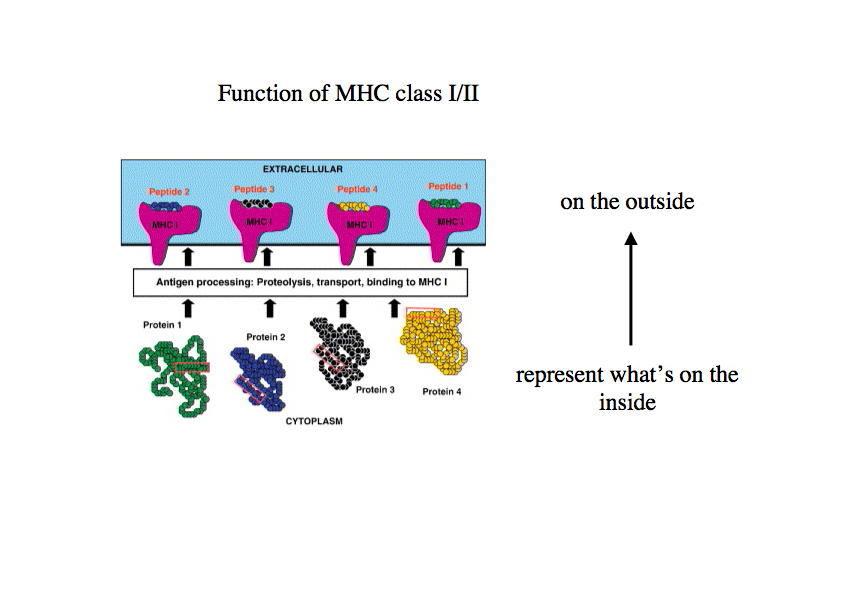 Function of MHC class I/II
EXTRACELLULAR
Peptide 2
Peptide 3
Peptide 4
Peptide 1
MHC I
MHC I
MHC I
MHC I
on the outside
Antigen processing: Proteolysis, transport, binding to MHC I
Protein 1
Protein 2
Protein 3
Protein 4
CYTOPLASM
represent what’s on the
inside